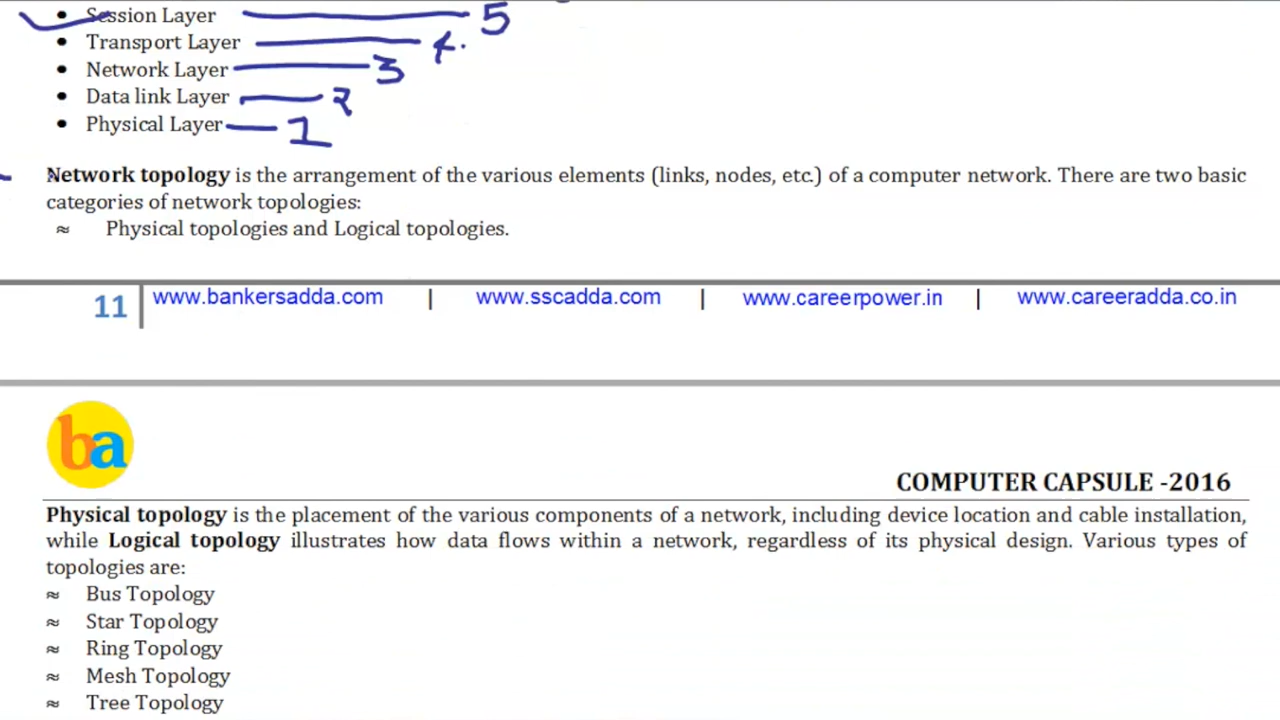 • Session Layer 5
• Transport Layer 4.
• Network Layer 3
• Data link Layer 2
• Physical Layer 1
Network topology is the arrangement of the various elements (links, nodes, etc.) of a computer network. There are two basic
categories of network topologies:
≈ Physical topologies and Logical topologies.
11 www.bankersadda.com | www.sscadda.com | www.careerpower.in | www.careeradda.co.in
ba
COMPUTER CAPSULE -2016
Physical topology is the placement of the various components of a network, including device location and cable installation,
while Logical topology illustrates how data flows within a network, regardless of its physical design. Various types of
topologies are:
≈ Bus Topology
≈ Star Topology
≈ Ring Topology
≈ Mesh Topology
≈ Tree Topology